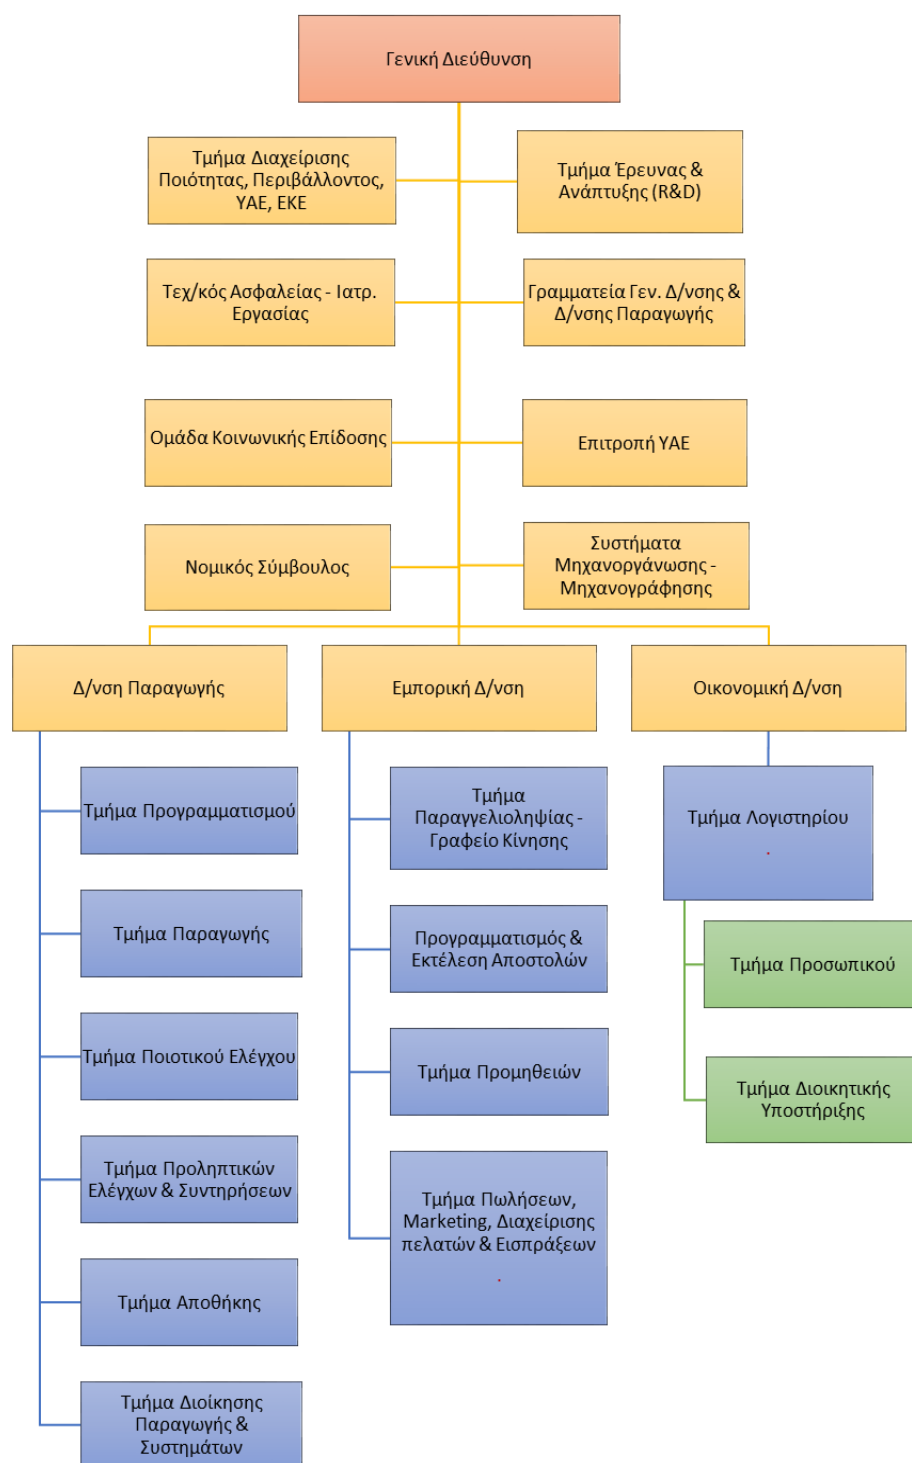 Γενική Διεύθυνση
Τμήμα Διαχείρισης
Ποιότητας, Περιβάλλοντος,
ΥΑΕ, ΕΚΕ
Τμήμα Έρευνας &
Ανάπτυξης (R&D)
Τεχ/κός Ασφαλείας - Ιατρ.
Εργασίας
Γραμματεία Γεν. Δ/νσης &
Δ/νσης Παραγωγής
Ομάδα Κοινωνικής Επίδοσης
Επιτροπή ΥΑΕ
Νομικός Σύμβουλος
Συστήματα
Μηχανοργάνωσης -
Μηχανογράφησης
Δ/νση Παραγωγής
Εμπορική Δ/νση
Οικονομική Δ/νση
Τμήμα Προγραμματισμού
Τμήμα Παραγωγής
Τμήμα Ποιοτικού Ελέγχου
Τμήμα Προληπτικών
Ελέγχων & Συντηρήσεων
Τμήμα Αποθήκης
Τμήμα Διοίκησης
Παραγωγής &
Συστημάτων
Τμήμα
Παραγγελιοληψίας -
Γραφείο Κίνησης
Προγραμματισμός &
Εκτέλεση Αποστολών
Τμήμα Προμηθειών
Τμήμα Πωλήσεων,
Marketing, Διαχείρισης
πελατών & Εισπράξεων
.
Τμήμα Λογιστηρίου
.
Τμήμα Προσωπικού
Τμήμα Διοικητικής
Υποστήριξης